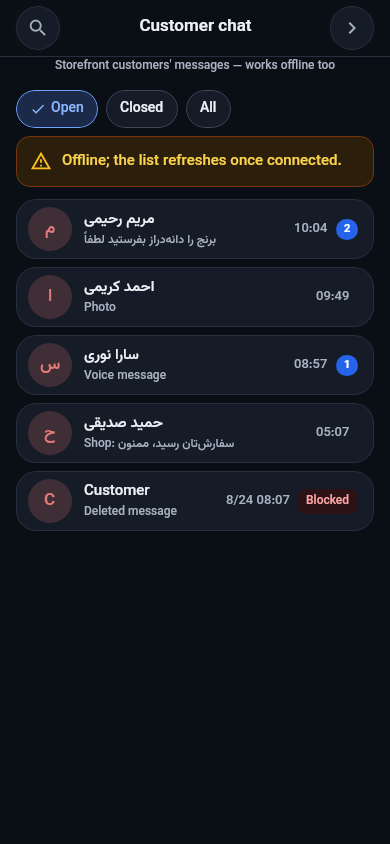 Customer chat
Storefront customers' messages — works offline too
Open
Closed
All
Offline; the list refreshes once connected.
م
مریم رحیمی
برنج را دانه‌دراز بفرستید لطفاً
10:04
2
ا
احمد کریمی
Photo
09:49
س
سارا نوری
Voice message
08:57
1
ح
حمید صدیقی
Shop: سفارش‌تان رسید، ممنون
05:07
C
Customer
Deleted message
8/24 08:07
Blocked